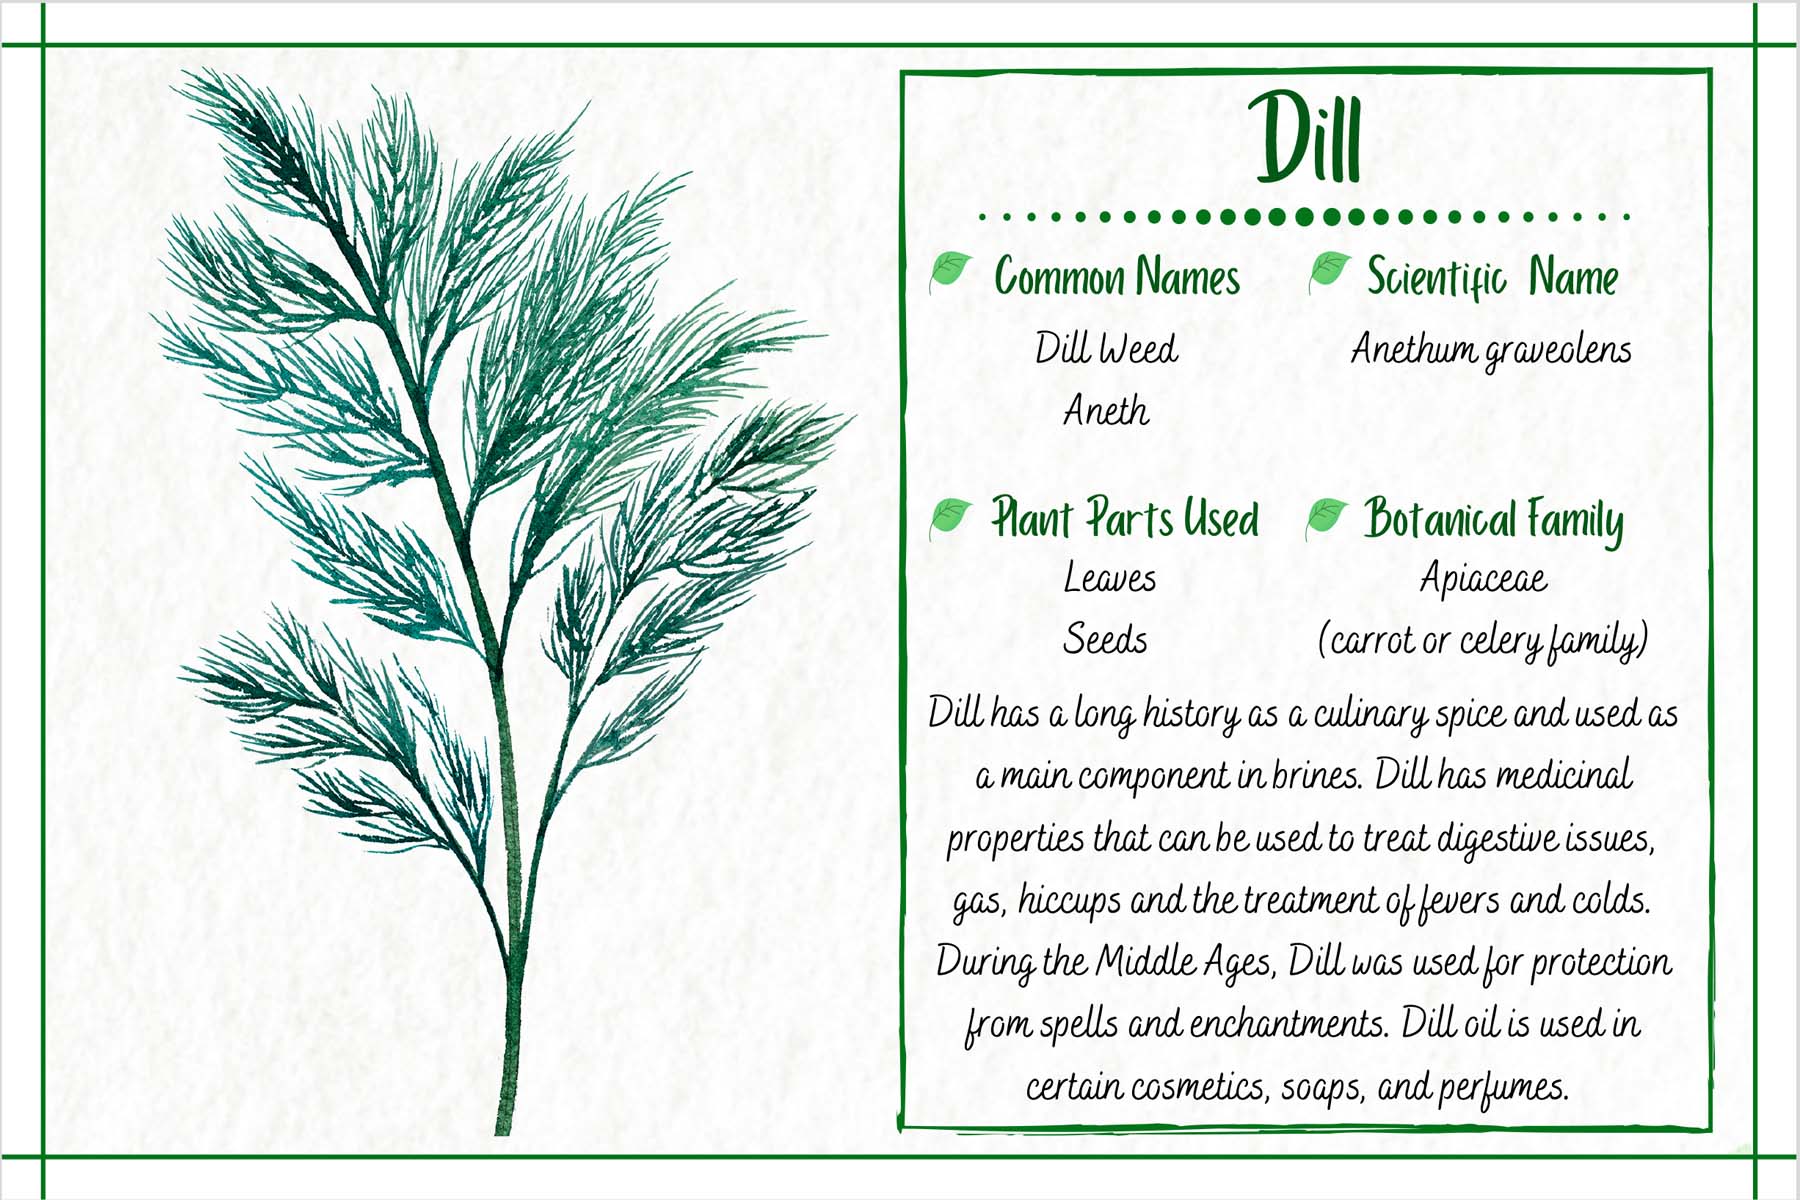 Dill
Common Names
Dill Weed
Aneth
Scientific Name
Anethum graveolens
Plant Parts Used
Leaves
Seeds
Botanical Family
Apiaceae
(carrot or celery family)
Dill has a long history as a culinary spice and used as
a main component in brines. Dill has medicinal
properties that can be used to treat digestive issues,
gas, hiccups and the treatment of fevers and colds.
During the Middle Ages, Dill was used for protection
from spells and enchantments. Dill oil is used in
certain cosmetics, soaps, and perfumes.